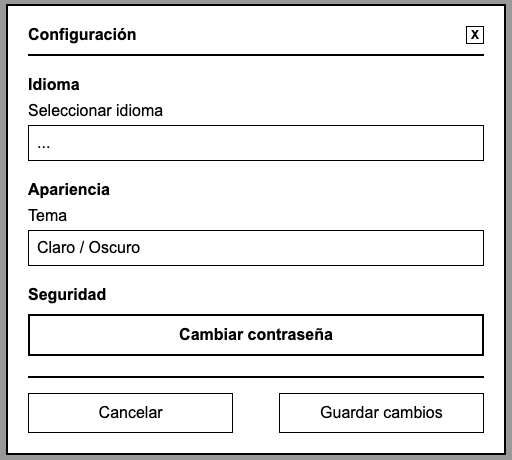 Configuración
X
Idioma
Seleccionar idioma
...
Apariencia
Tema
Claro / Oscuro
Seguridad
Cambiar contraseña
Cancelar
Guardar cambios